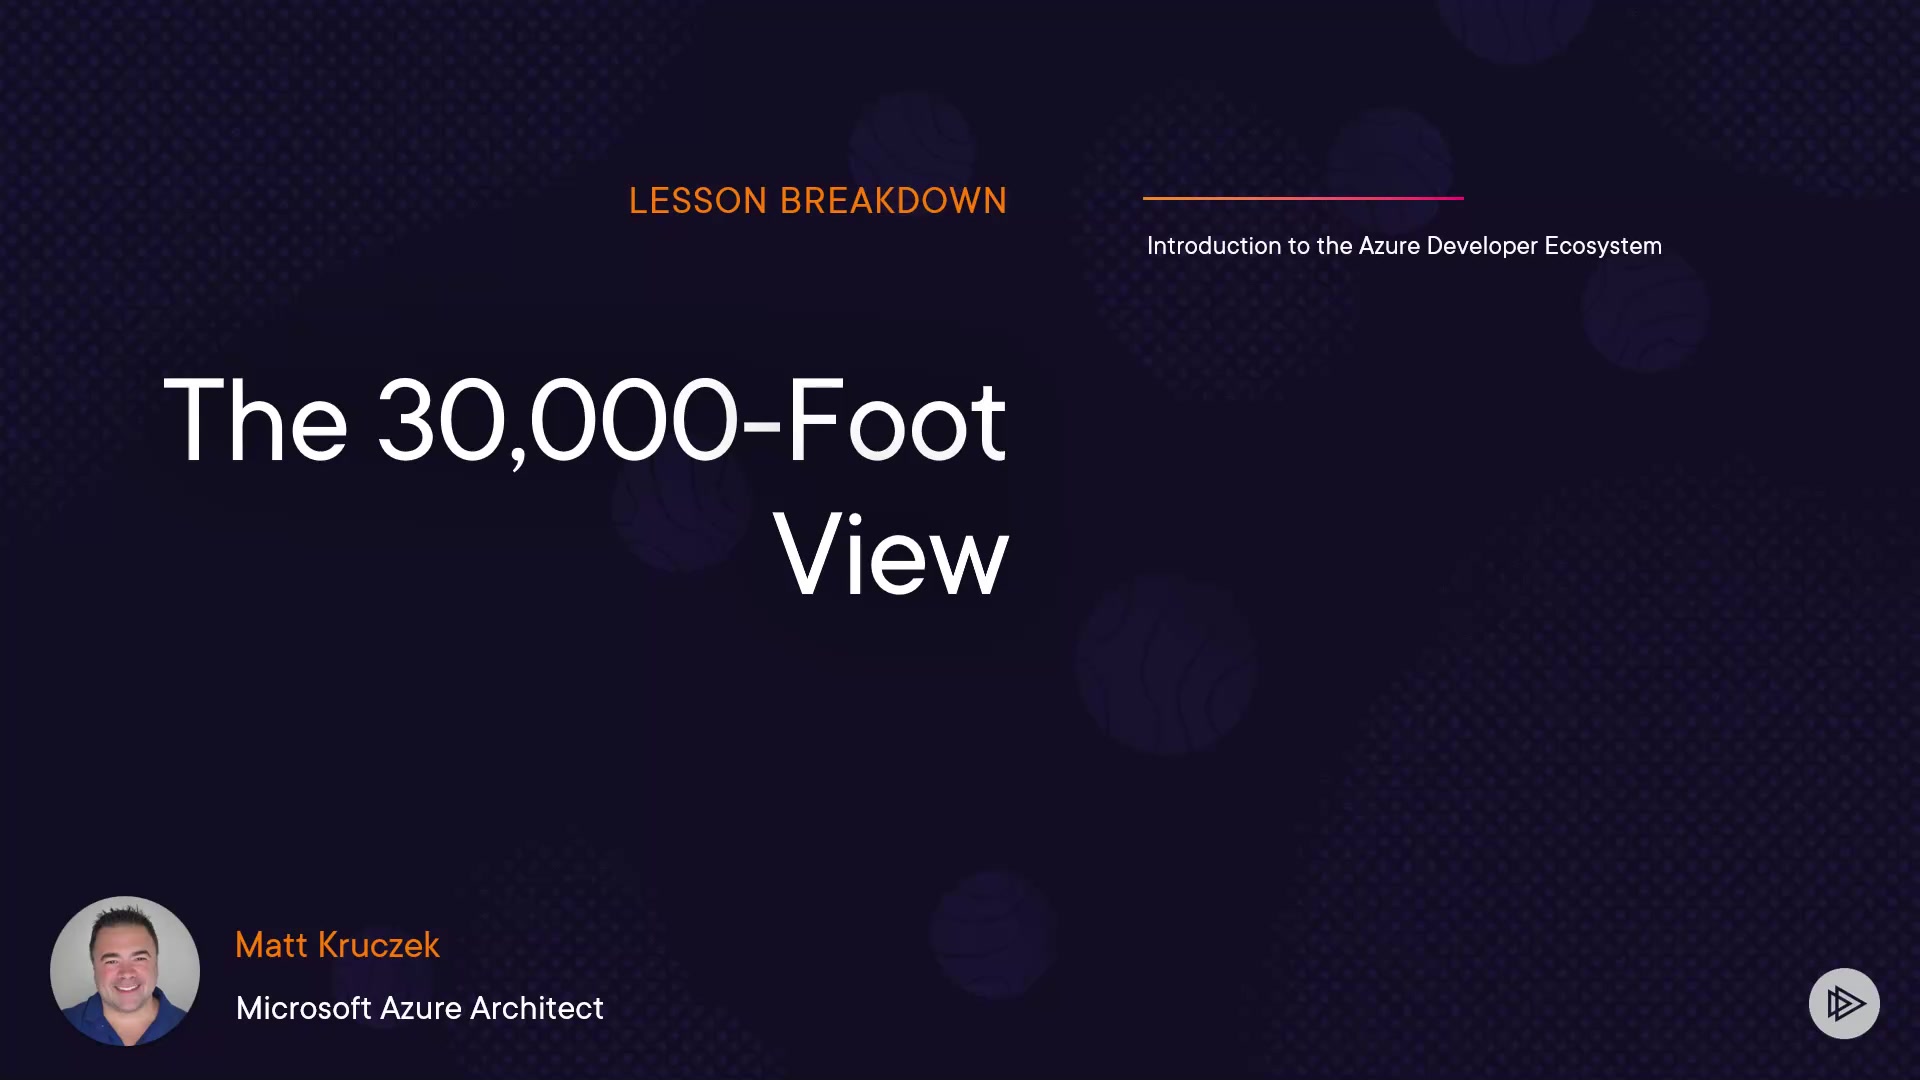 LESSON BREAKDOWN
The 30,000-Foot
View
Introduction to the Azure Developer Ecosystem
Matt Kruczek
Microsoft Azure Architect